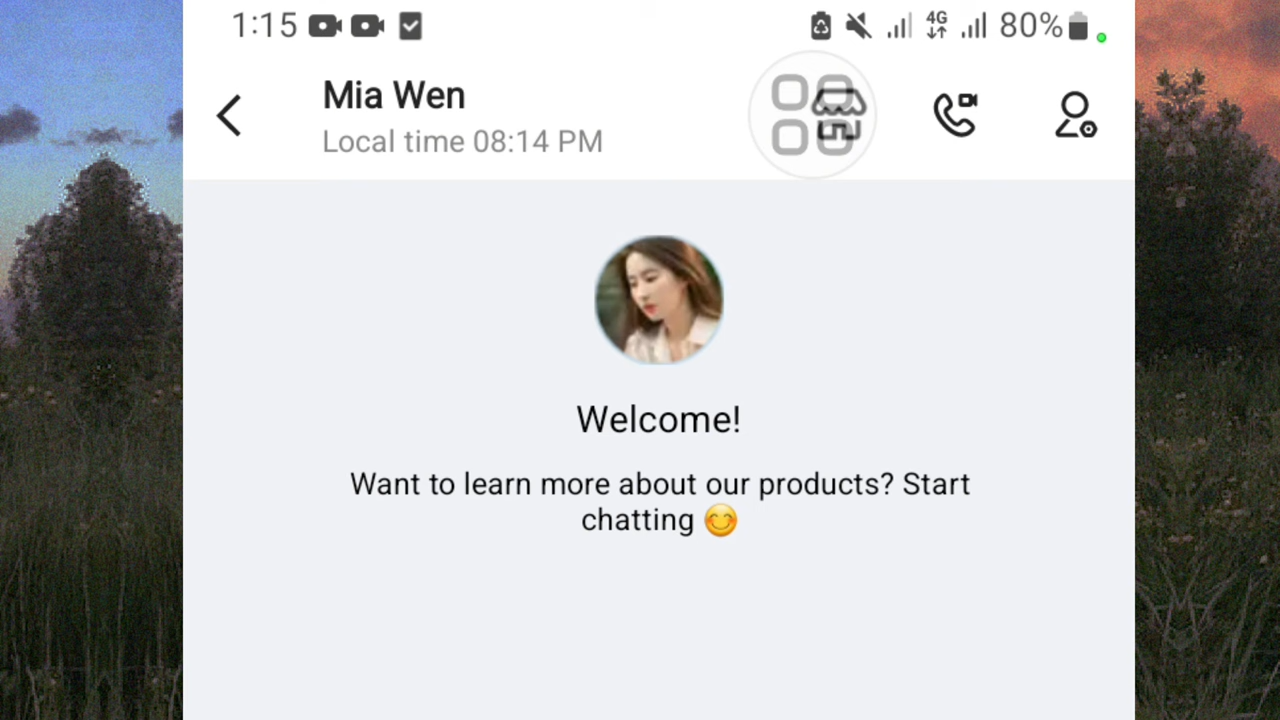 1:15 4G 80%
Mia Wen
Local time 08:14 PM
Welcome!
Want to learn more about our products? Start
chatting 😊